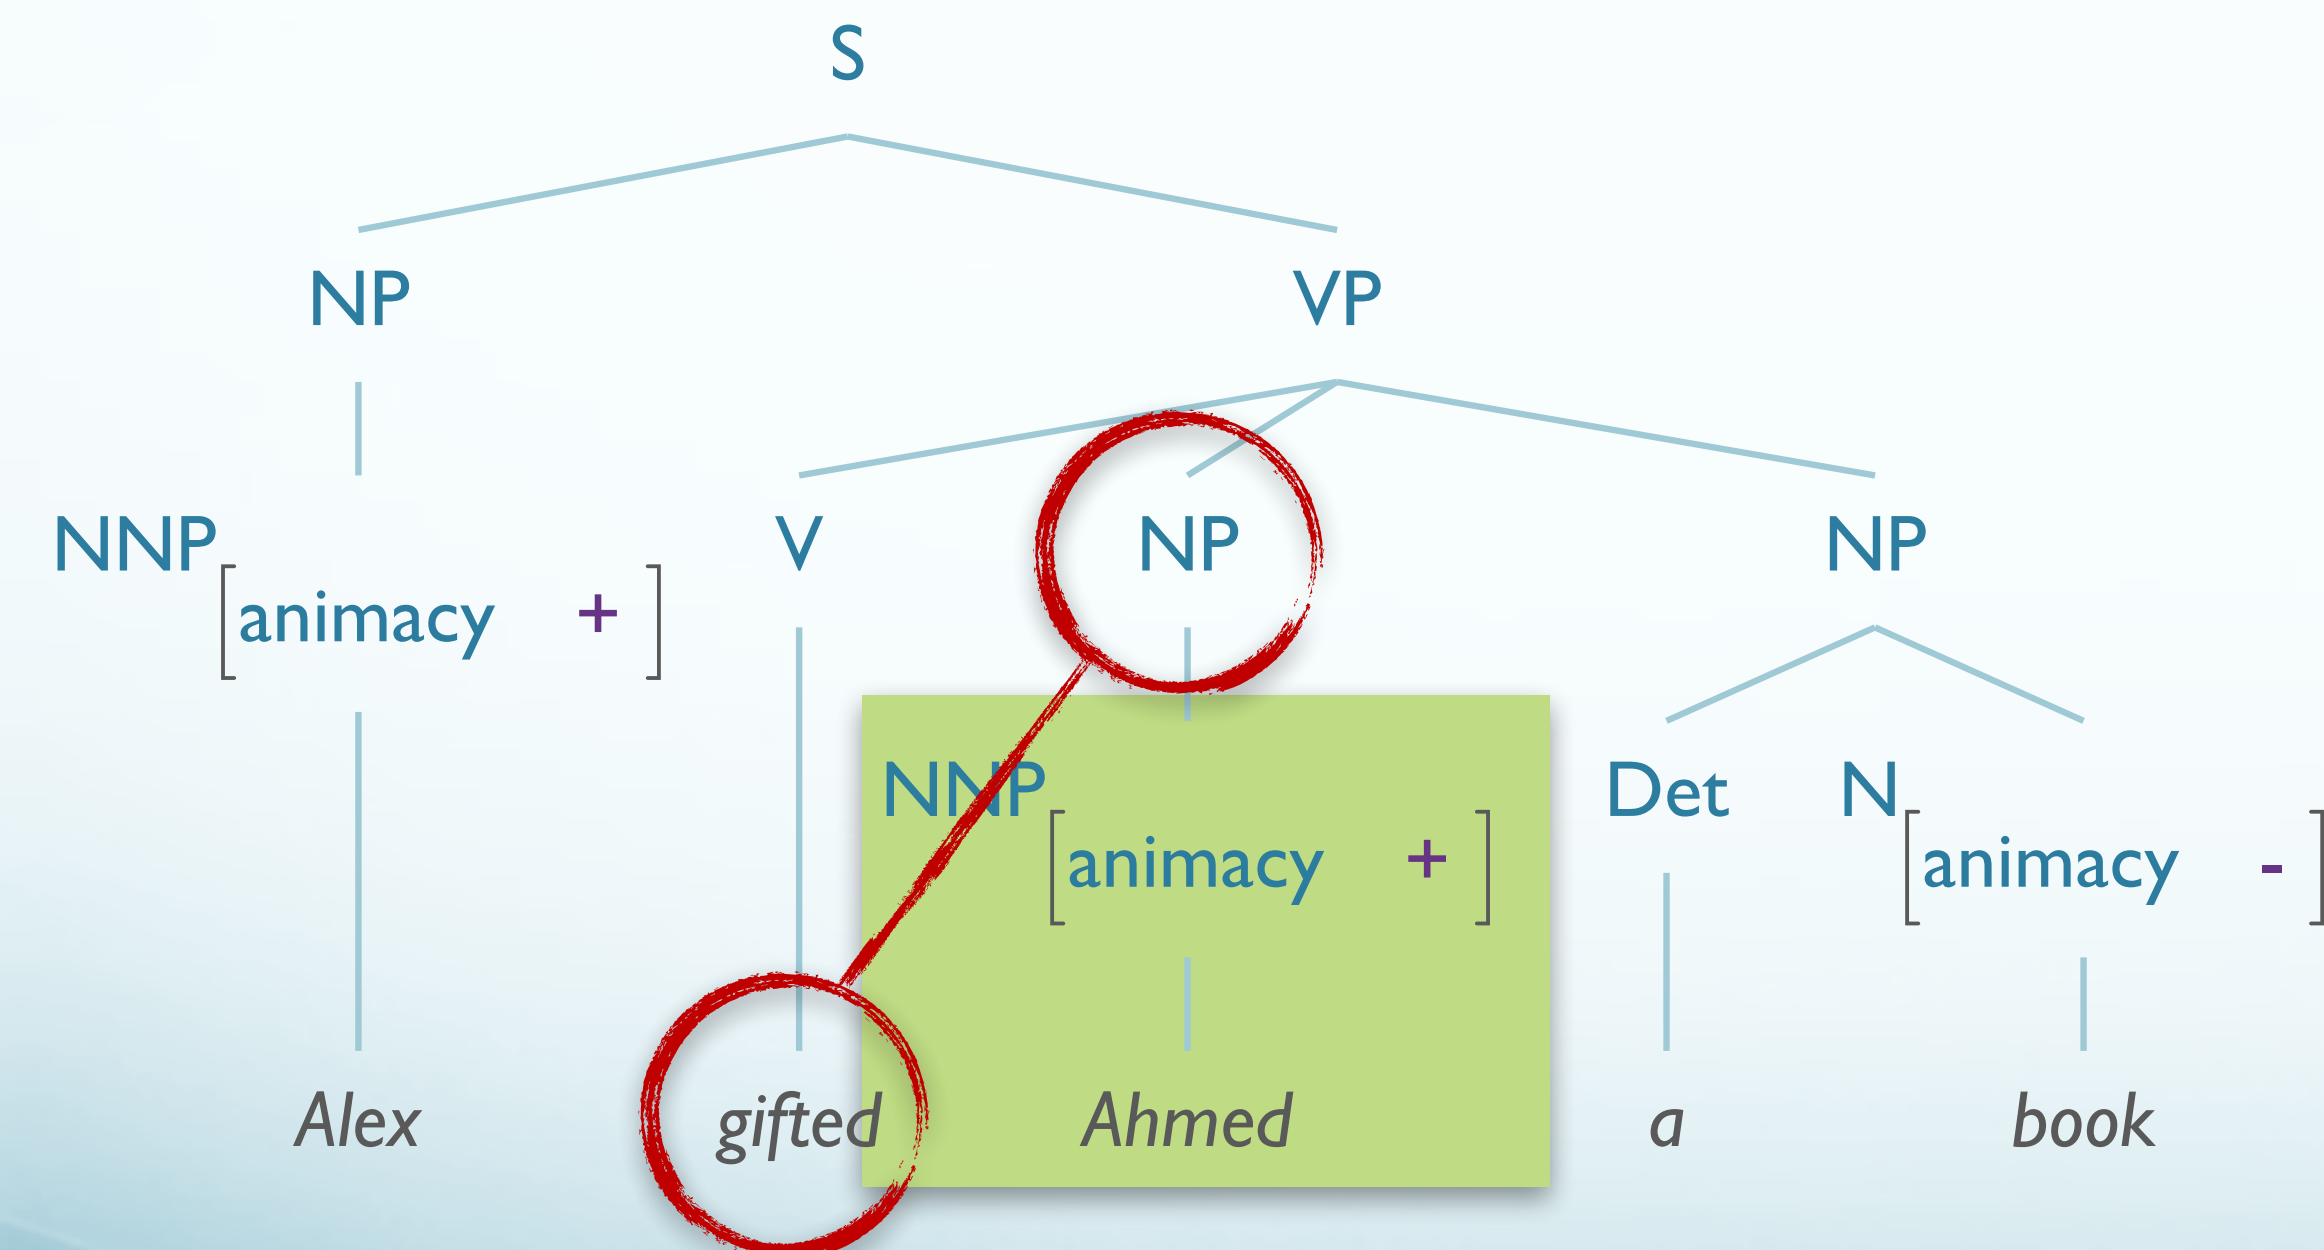 S
NP VP
NNP [animacy +] V NP NP
NNP [animacy +] Det N [animacy -]
Alex gifted Ahmed a book